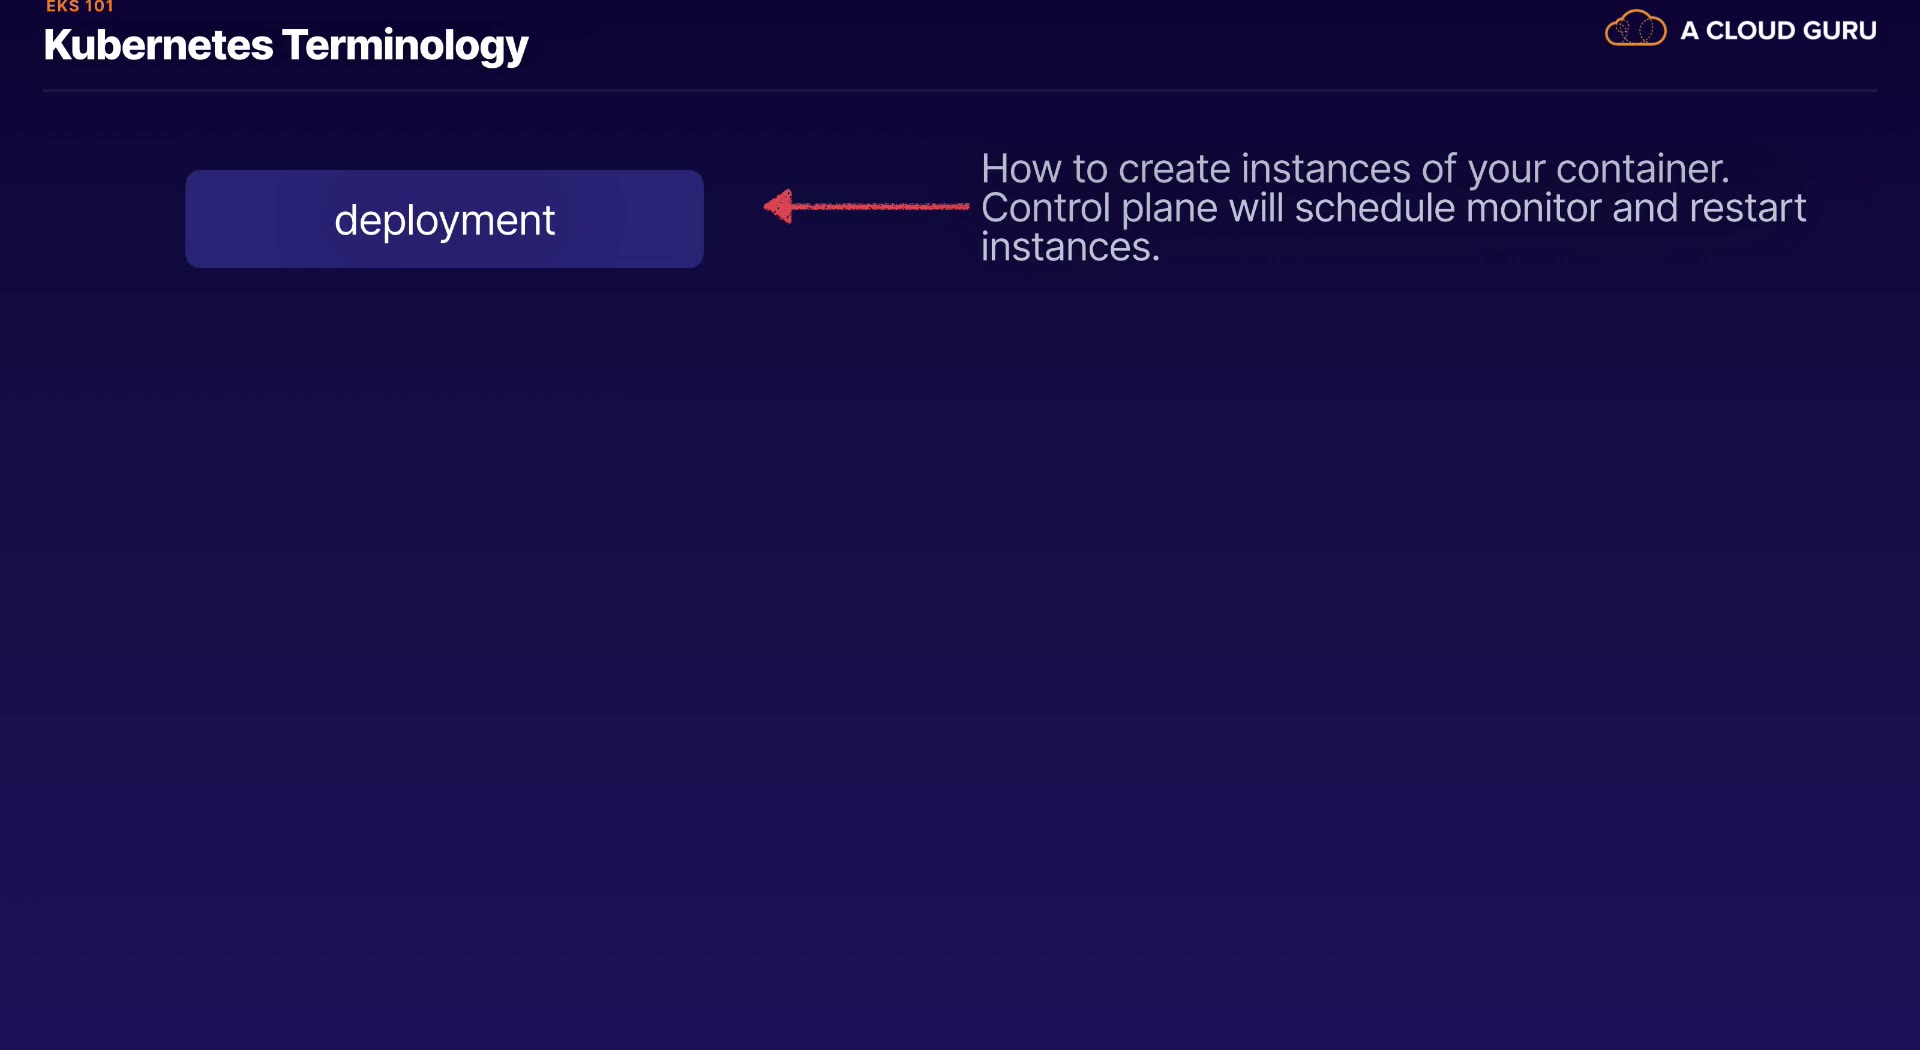 EKS 101
Kubernetes Terminology
A CLOUD GURU
deployment
How to create instances of your container.
Control plane will schedule monitor and restart
instances.